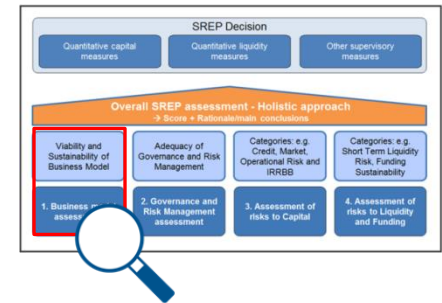 SREP Decision
Quantitative capital
measures
Quantitative liquidity
measures
Other supervisory
measures
Overall SREP assessment - Holistic approach
→ Score + Rationale/main conclusions
Viability and
Sustainability of
Business Model
Adequacy of
Governance and Risk
Management
Categories: e.g.
Credit, Market,
Operational Risk and
IRRBB
Categories: e.g.
Short Term Liquidity
Risk, Funding
Sustainability
1. Business
2. Governance and
Risk Management
assessment
3. Assessment of
risks to Capital
4. Assessment of
risks to Liquidity
and Funding